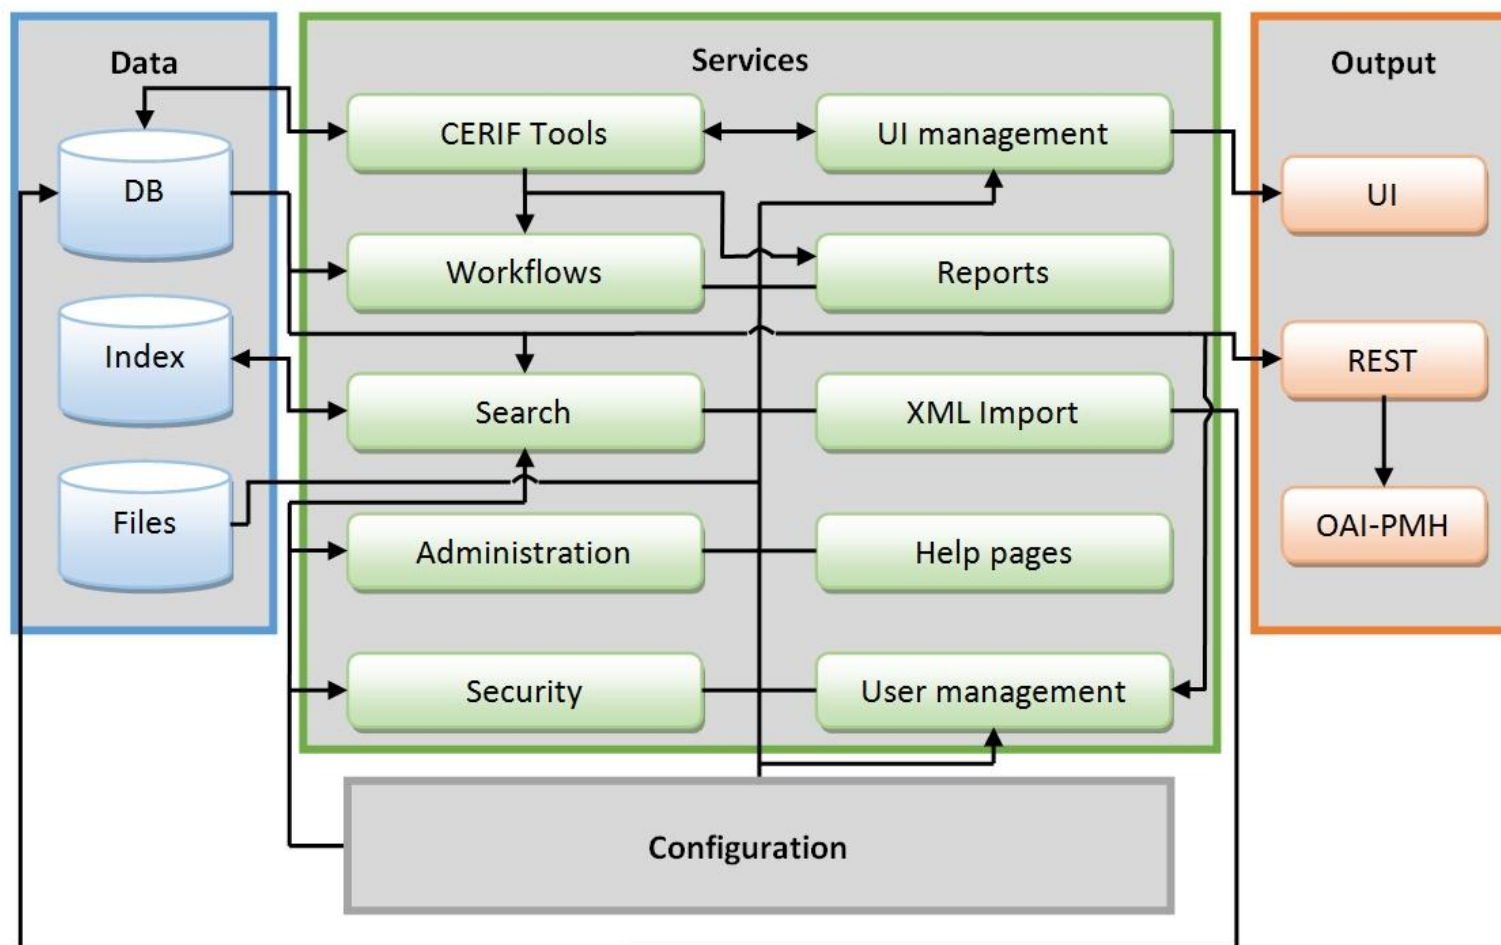 Data
Services
Output
DB
Index
Files
CERIF Tools
UI management
Workflows
Reports
Search
XML Import
Administration
Help pages
Security
User management
UI
REST
OAI-PMH
Configuration